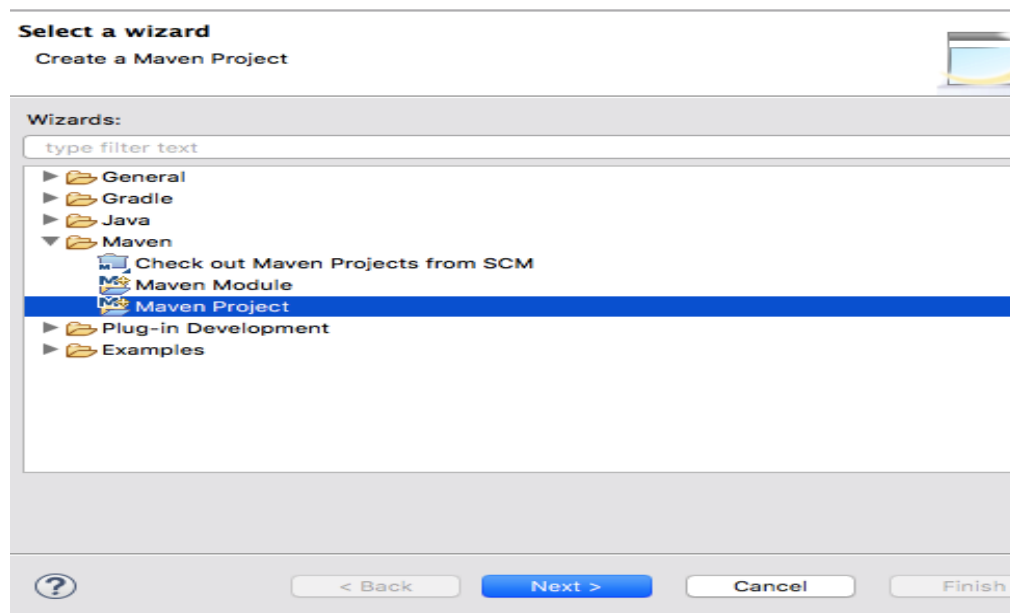 Select a wizard
Create a Maven Project
Wizards:
type filter text
General
Gradle
Java
Maven
Check out Maven Projects from SCM
Maven Module
Maven Project
Plug-in Development
Examples
? < Back Next > Cancel Finish